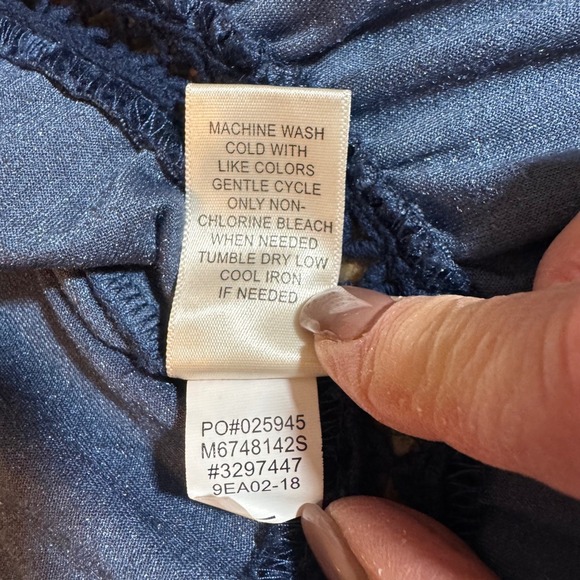 MACHINE WASH
COLD WITH
LIKE COLORS
GENTLE CYCLE
ONLY NON-
CHLORINE BLEACH
WHEN NEEDED
TUMBLE DRY LOW
COOL IRON
IF NEEDED
PO#025945
M6748142S
#3297447
9EA02-18